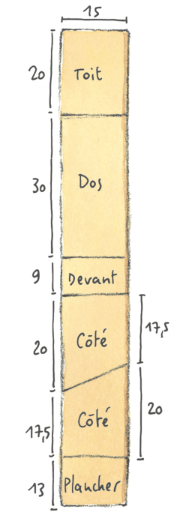 15
20
Toit
30
Dos
9
Devant
20
Côté
17,5
17,5
Côté
20
13
Plancher